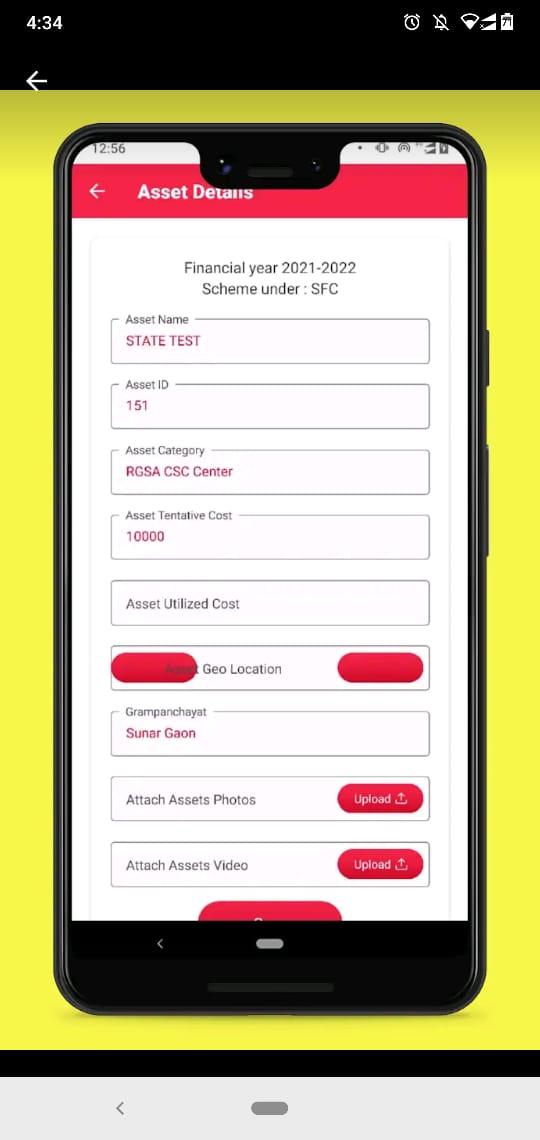 4:34
71
12:56
Asset Details
Financial year 2021-2022
Scheme under : SFC
Asset Name
STATE TEST
Asset ID
151
Asset Category
RGSA CSC Center
Asset Tentative Cost
10000
Asset Utilized Cost
Asset Geo Location
Grampanchayat
Sunar Gaon
Attach Assets Photos
Upload
Attach Assets Video
Upload